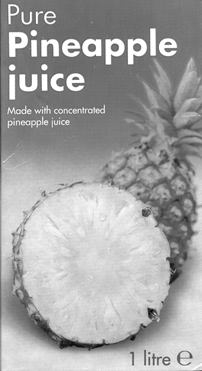 Pure
Pineapple
juice
Made with concentrated
pineapple juice
1 litre ℮